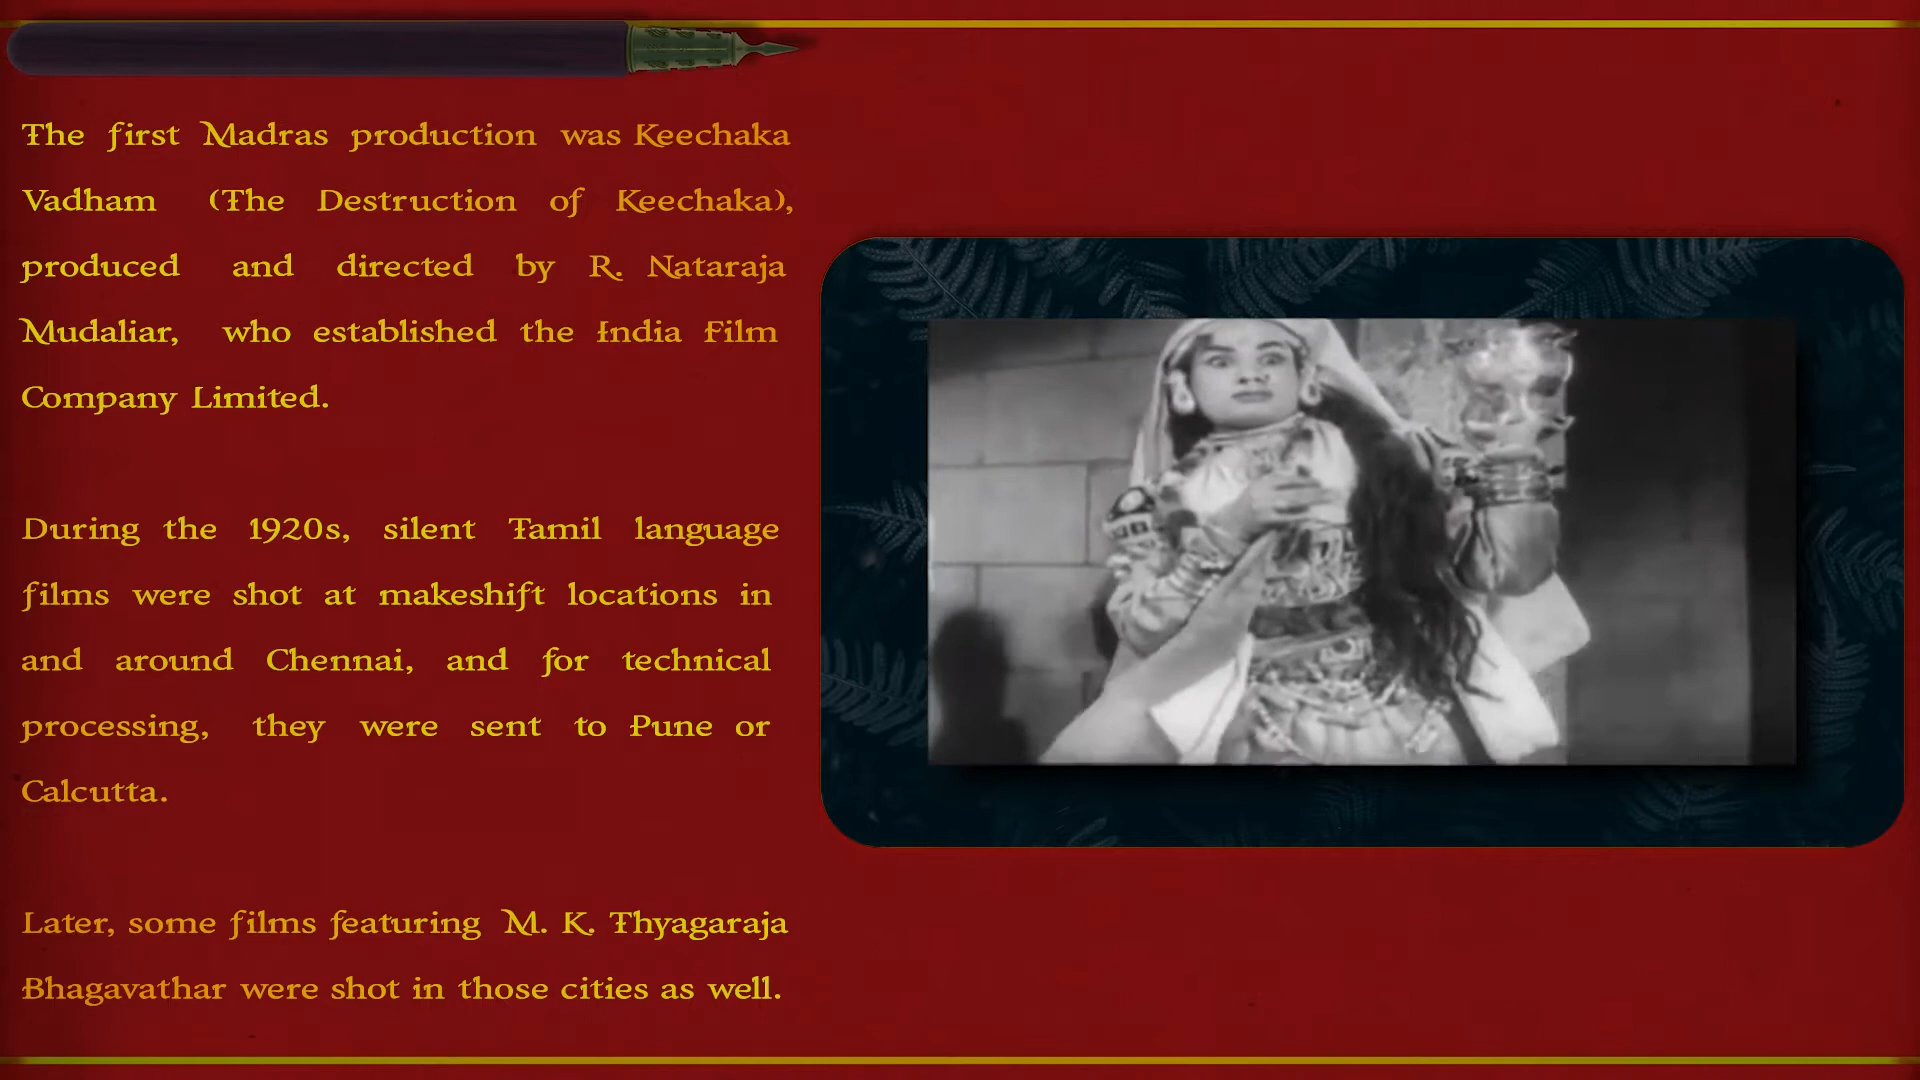 The first Madras production was Keechaka
Vadham (The Destruction of Keechaka),
produced and directed by R. Nataraja
Mudaliar, who established the India Film
Company Limited.
During the 1920s, silent Tamil language
films were shot at makeshift locations in
and around Chennai, and for technical
processing, they were sent to Pune or
Calcutta.
Later, some films featuring M. K. Thyagaraja
Bhagavathar were shot in those cities as well.